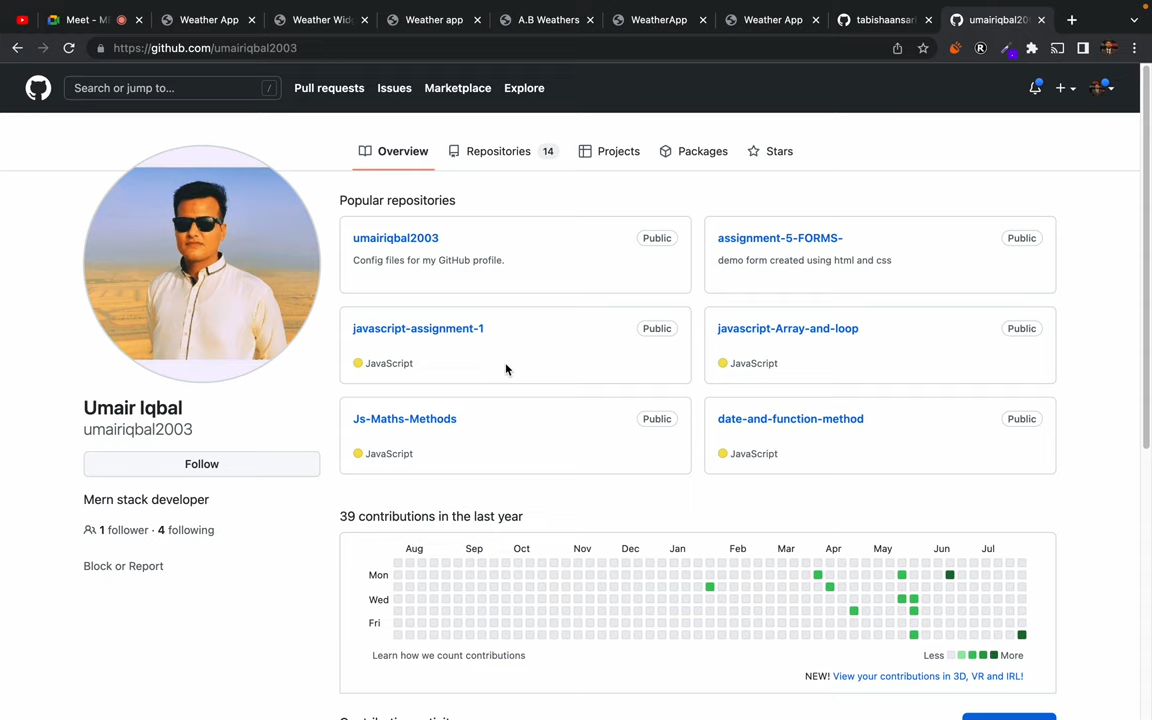 Meet - M
Weather App
Weather Wid
Weather app
A.B Weathers
WeatherApp
Weather App
tabishaansari
umairiqbal200
https://github.com/umairiqbal2003
Search or jump to...
/
Pull requests
Issues
Marketplace
Explore
Overview
Repositories 14
Projects
Packages
Stars
Popular repositories
umairiqbal2003
Public
Config files for my GitHub profile.
assignment-5-FORMS-
Public
demo form created using html and css
javascript-assignment-1
Public
JavaScript
javascript-Array-and-loop
Public
JavaScript
Js-Maths-Methods
Public
JavaScript
date-and-function-method
Public
JavaScript
Umair Iqbal
umairiqbal2003
Follow
Mern stack developer
1 follower · 4 following
Block or Report
39 contributions in the last year
Aug Sep Oct Nov Dec Jan Feb Mar Apr May Jun Jul
Mon
Wed
Fri
Learn how we count contributions
Less
More
NEW! View your contributions in 3D, VR and IRL!